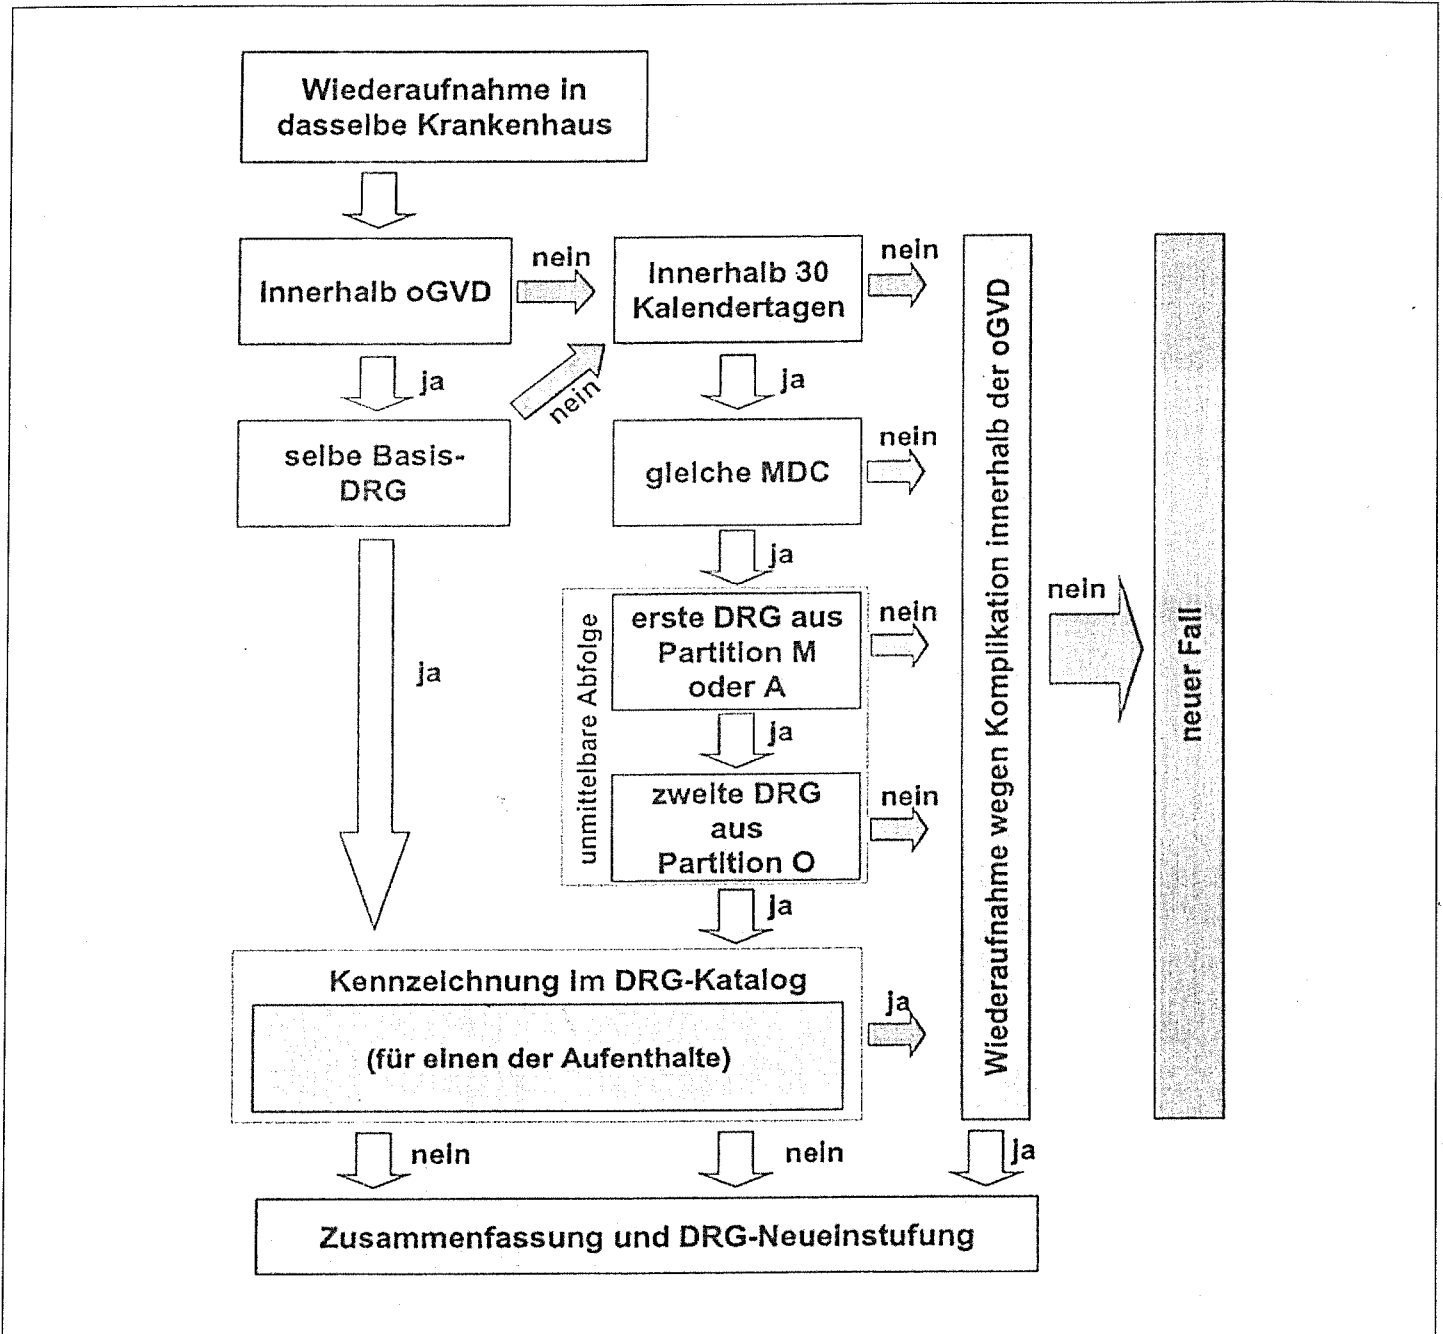 Wiederaufnahme in
dasselbe Krankenhaus
Innerhalb oGVD
nein
Innerhalb 30
Kalendertagen
nein
ja
nein
ja
selbe Basis-
DRG
gleiche MDC
nein
ja
ja
unmittelbare Abfolge
erste DRG aus
Partition M
oder A
nein
ja
zweite DRG
aus
Partition O
nein
ja
Kennzeichnung im DRG-Katalog
(für einen der Aufenthalte)
ja
nein
nein
Wiederaufnahme wegen Komplikation innerhalb der oGVD
nein
neuer Fall
ja
Zusammenfassung und DRG-Neueinstufung